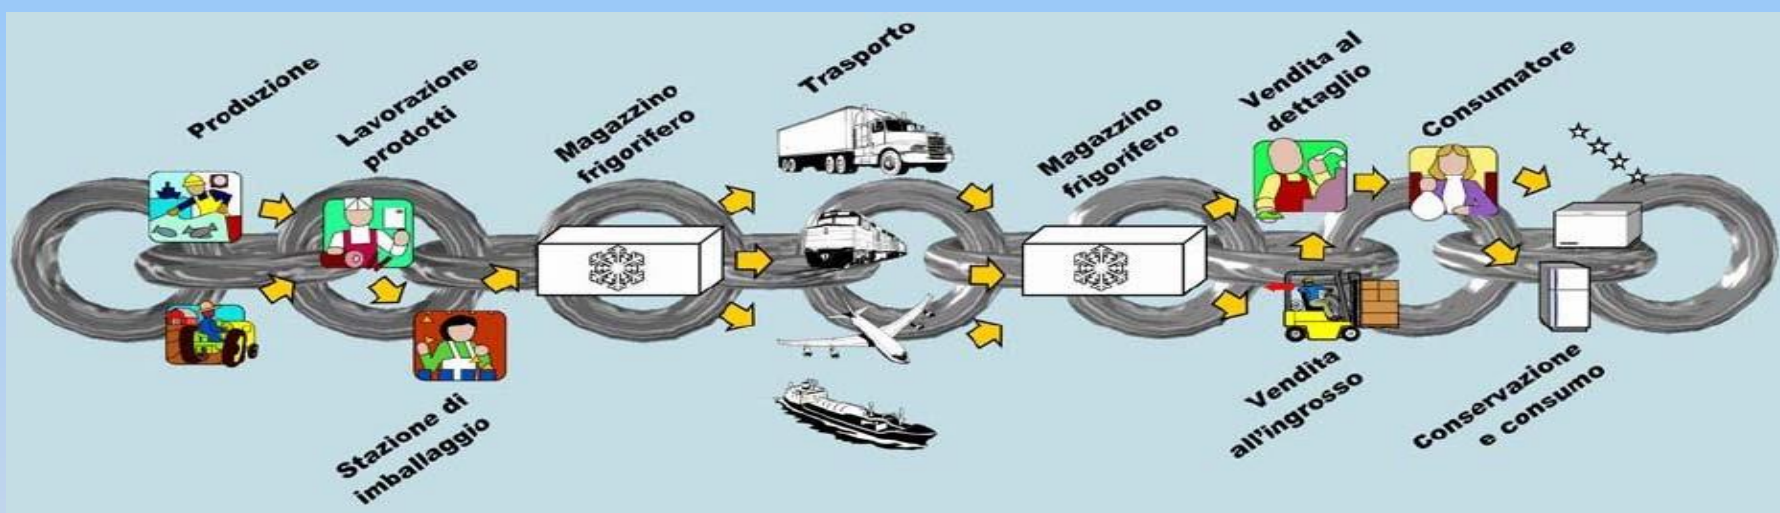 Produzione
Lavorazione
prodotti
Stazione di
imballaggio
Magazzino
frigorifero
Trasporto
Magazzino
frigorifero
Vendita al
dettaglio
Vendita
all'ingrosso
Consumatore
Conservazione
e consumo